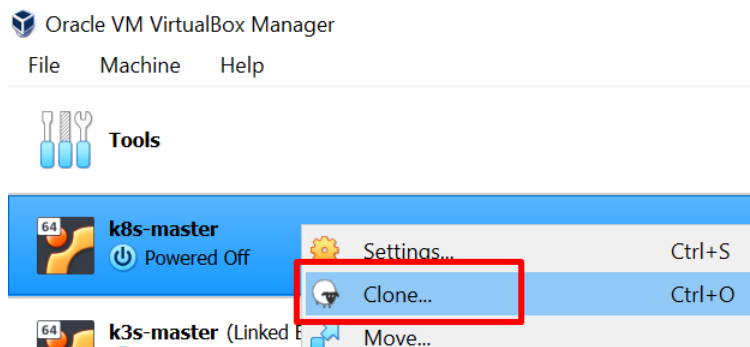 Oracle VM VirtualBox Manager
File Machine Help
Tools
64
k8s-master
Powered Off
Settings... Ctrl+S
Clone... Ctrl+O
64
k3s-master (Linked
Move...